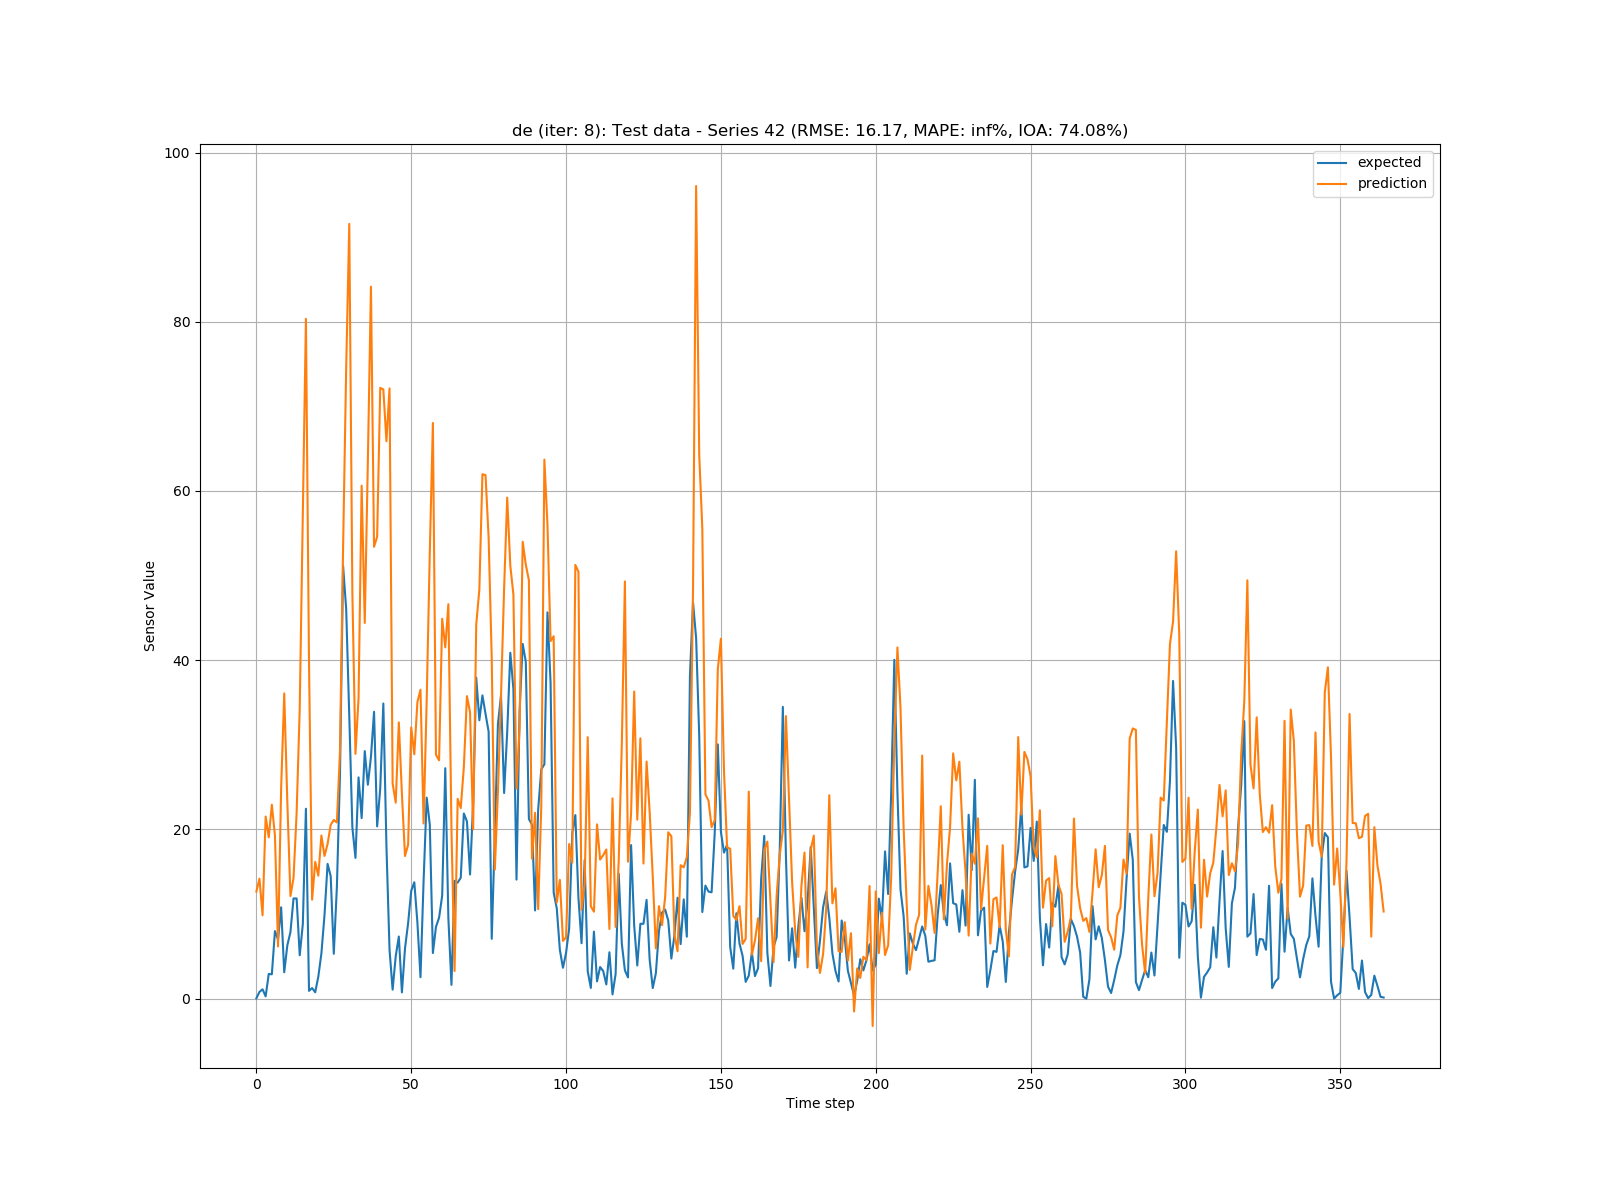 de (iter: 8): Test data - Series 42 (RMSE: 16.17, MAPE: inf%, IOA: 74.08%)
expected
prediction
100
80
60
40
20
0
Sensor Value
0 50 100 150 200 250 300 350
Time step